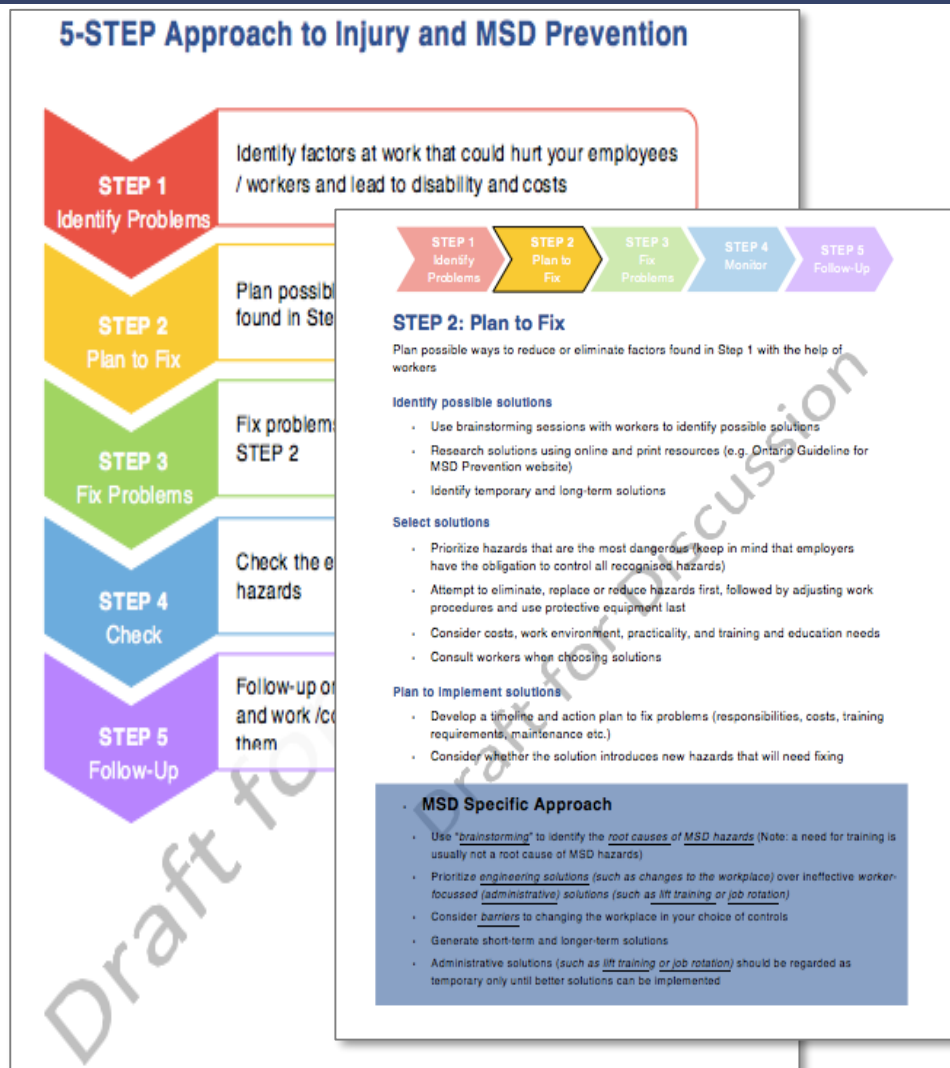 5-STEP Approach to Injury and MSD Prevention
STEP 1
Identify Problems
Identify factors at work that could hurt your employees
/ workers and lead to disability and costs
STEP 2
Plan to Fix
Plan possibl
found in Ste
STEP 3
Fix Problems
Fix problems
STEP 2
STEP 4
Check
Check the e
hazards
STEP 5
Follow-Up
Follow-up or
and work /co
them
Draft fo
STEP 1
Identify
Problems
STEP 2
Plan to
Fix
STEP 3
Fix
Problems
STEP 4
Monitor
STEP 5
Follow-Up
STEP 2: Plan to Fix
Plan possible ways to reduce or eliminate factors found in Step 1 with the help of
workers
Identify possible solutions
· Use brainstorming sessions with workers to identify possible solutions
· Research solutions using online and print resources (e.g. Ontario Guideline for
MSD Prevention website)
· Identify temporary and long-term solutions
Select solutions
· Prioritize hazards that are the most dangerous (keep in mind that employers
have the obligation to control all recognised hazards)
· Attempt to eliminate, replace or reduce hazards first, followed by adjusting work
procedures and use protective equipment last
· Consider costs, work environment, practicality, and training and education needs
· Consult workers when choosing solutions
Plan to implement solutions
· Develop a timeline and action plan to fix problems (responsibilities, costs, training
requirements, maintenance etc.)
· Consider whether the solution introduces new hazards that will need fixing
Draft for Discussion
· MSD Specific Approach
· Use "brainstorming" to identify the root causes of MSD hazards (Note: a need for training is
usually not a root cause of MSD hazards)
· Prioritize engineering solutions (such as changes to the workplace) over ineffective worker-
focussed (administrative) solutions (such as lift training or job rotation)
· Consider barriers to changing the workplace in your choice of controls
· Generate short-term and longer-term solutions
· Administrative solutions (such as lift training or job rotation) should be regarded as
temporary only until better solutions can be implemented